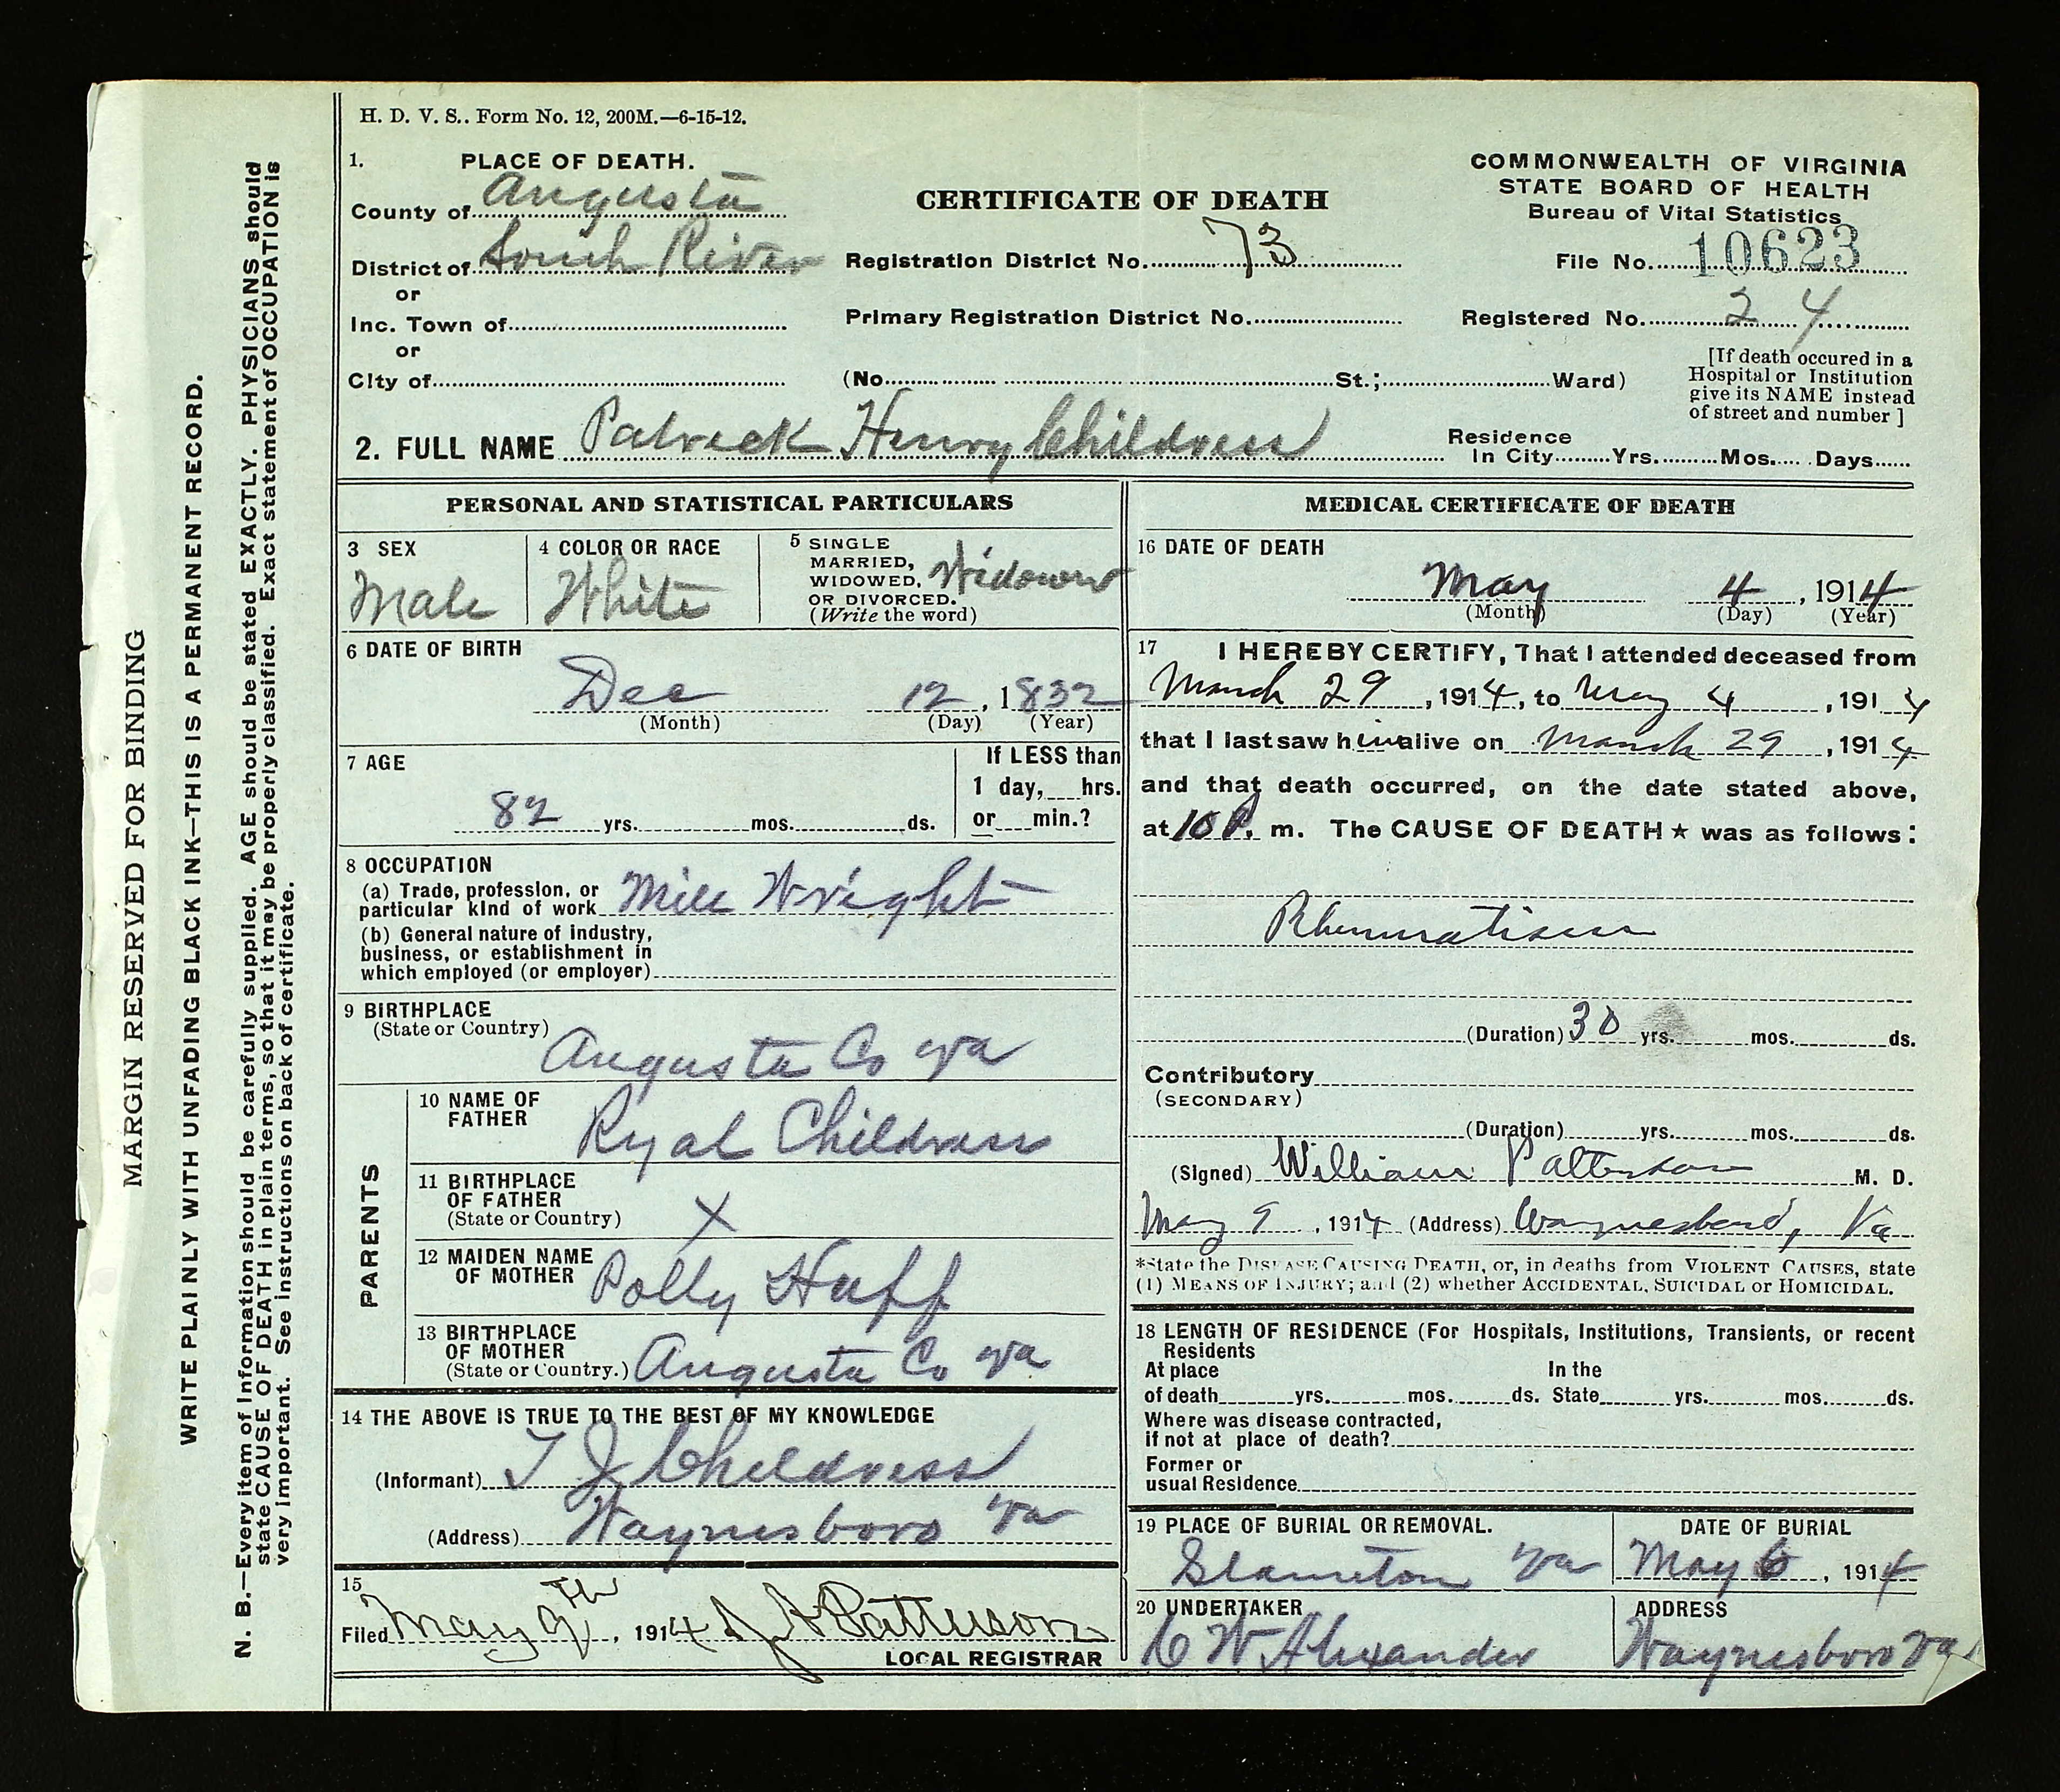 H. D. V. S.. Form No. 12, 200M.—6-15-12.
1. PLACE OF DEATH.
County of Augusta
District of South River
or
Inc. Town of
or
City of
CERTIFICATE OF DEATH
Registration District No. 73
Primary Registration District No.
(No. St.; Ward)
COMMONWEALTH OF VIRGINIA
STATE BOARD OF HEALTH
Bureau of Vital Statistics
File No. 10623
Registered No. 24
[If death occured in a
Hospital or Institution
give its NAME instead
of street and number ]
2. FULL NAME Patrick Henry Childress
Residence
In City Yrs. Mos. Days
PERSONAL AND STATISTICAL PARTICULARS
3 SEX
Male
4 COLOR OR RACE
White
5 SINGLE
MARRIED,
WIDOWED,
OR DIVORCED.
(Write the word)
Widower
6 DATE OF BIRTH
Dec 12, 1832
(Month) (Day) (Year)
7 AGE
82 yrs. mos. ds.
If LESS than
1 day, hrs.
or min.?
8 OCCUPATION
(a) Trade, profession, or
particular kind of work Mill Wright
(b) General nature of industry,
business, or establishment in
which employed (or employer)
9 BIRTHPLACE
(State or Country)
Augusta Co Va
PARENTS
10 NAME OF
FATHER
Ryal Childress
11 BIRTHPLACE
OF FATHER
(State or Country)
X
12 MAIDEN NAME
OF MOTHER
Polly Huff
13 BIRTHPLACE
OF MOTHER
(State or Country.) Augusta Co Va
14 THE ABOVE IS TRUE TO THE BEST OF MY KNOWLEDGE
(Informant) T J Childress
(Address) Waynesboro Va
15
Filed May 9th, 1914 J A Patterson
LOCAL REGISTRAR
MEDICAL CERTIFICATE OF DEATH
16 DATE OF DEATH
May 4, 1914
(Month) (Day) (Year)
17 I HEREBY CERTIFY, That I attended deceased from
March 29, 1914, to May 4, 1914
that I last saw him alive on March 29, 1914
and that death occurred, on the date stated above,
at 10 P. m. The CAUSE OF DEATH★ was as follows:
Rheumatism
(Duration) 30 yrs. mos. ds.
Contributory
(SECONDARY)
(Duration) yrs. mos. ds.
(Signed) William Patterson M. D.
May 9, 1914 (Address) Waynesboro, Va
*State the DISEASE CAUSING DEATH, or, in deaths from VIOLENT CAUSES, state
(1) MEANS OF INJURY; and (2) whether ACCIDENTAL, SUICIDAL or HOMICIDAL.
18 LENGTH OF RESIDENCE (For Hospitals, Institutions, Transients, or recent
Residents
At place In the
of death yrs. mos. ds. State yrs. mos. ds.
Where was disease contracted,
if not at place of death?
Former or
usual Residence
19 PLACE OF BURIAL OR REMOVAL.
Staunton Va
DATE OF BURIAL
May 6, 1914
20 UNDERTAKER
C W Alexander
ADDRESS
Waynesboro Va
MARGIN RESERVED FOR BINDING
WRITE PLAINLY WITH UNFADING BLACK INK—THIS IS A PERMANENT RECORD.
N. B.—Every item of information should be carefully supplied. AGE should be stated EXACTLY. PHYSICIANS should
state CAUSE OF DEATH in plain terms, so that it may be properly classified. Exact statement of OCCUPATION is
very important. See instructions on back of certificate.